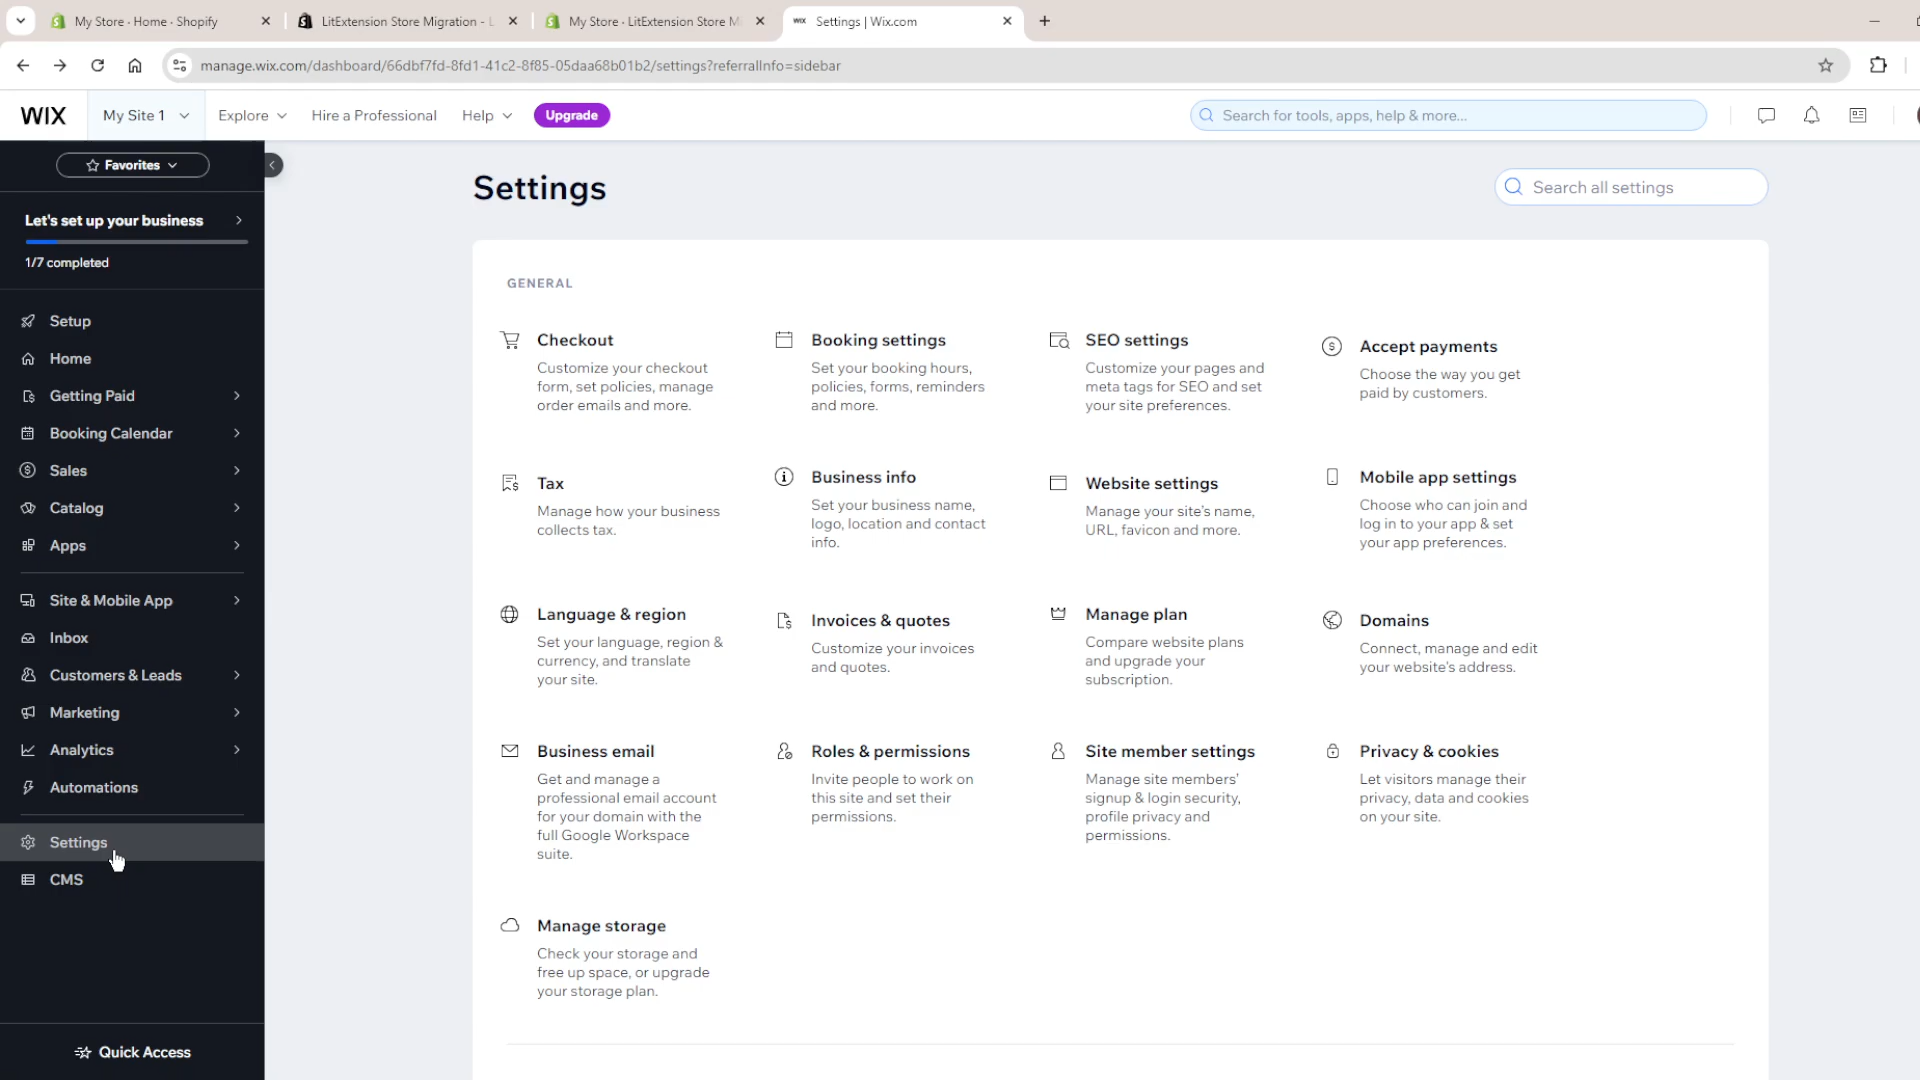 My Store · Home · Shopify
LitExtension Store Migration - L
My Store · LitExtension Store M
WIX Settings | Wix.com
manage.wix.com/dashboard/66dbf7fd-8fd1-41c2-8f85-05daa68b01b2/settings?referralInfo=sidebar
WIX
My Site 1
Explore
Hire a Professional
Help
Upgrade
Search for tools, apps, help & more...
Favorites
Let's set up your business
1/7 completed
Setup
Home
Getting Paid
Booking Calendar
Sales
Catalog
Apps
Site & Mobile App
Inbox
Customers & Leads
Marketing
Analytics
Automations
Settings
CMS
Quick Access
Settings
Search all settings
GENERAL
Checkout
Customize your checkout
form, set policies, manage
order emails and more.
Booking settings
Set your booking hours,
policies, forms, reminders
and more.
SEO settings
Customize your pages and
meta tags for SEO and set
your site preferences.
Accept payments
Choose the way you get
paid by customers.
Tax
Manage how your business
collects tax.
Business info
Set your business name,
logo, location and contact
info.
Website settings
Manage your site's name,
URL, favicon and more.
Mobile app settings
Choose who can join and
log in to your app & set
your app preferences.
Language & region
Set your language, region &
currency, and translate
your site.
Invoices & quotes
Customize your invoices
and quotes.
Manage plan
Compare website plans
and upgrade your
subscription.
Domains
Connect, manage and edit
your website's address.
Business email
Get and manage a
professional email account
for your domain with the
full Google Workspace
suite.
Roles & permissions
Invite people to work on
this site and set their
permissions.
Site member settings
Manage site members'
signup & login security,
profile privacy and
permissions.
Privacy & cookies
Let visitors manage their
privacy, data and cookies
on your site.
Manage storage
Check your storage and
free up space, or upgrade
your storage plan.